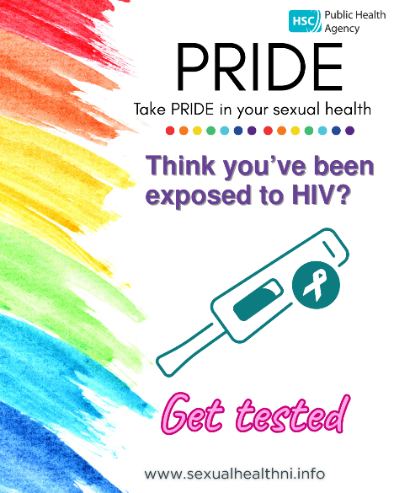 HSC Public Health
Agency
PRIDE
Take PRIDE in your sexual health
Think you've been
exposed to HIV?
Get tested
www.sexualhealthni.info